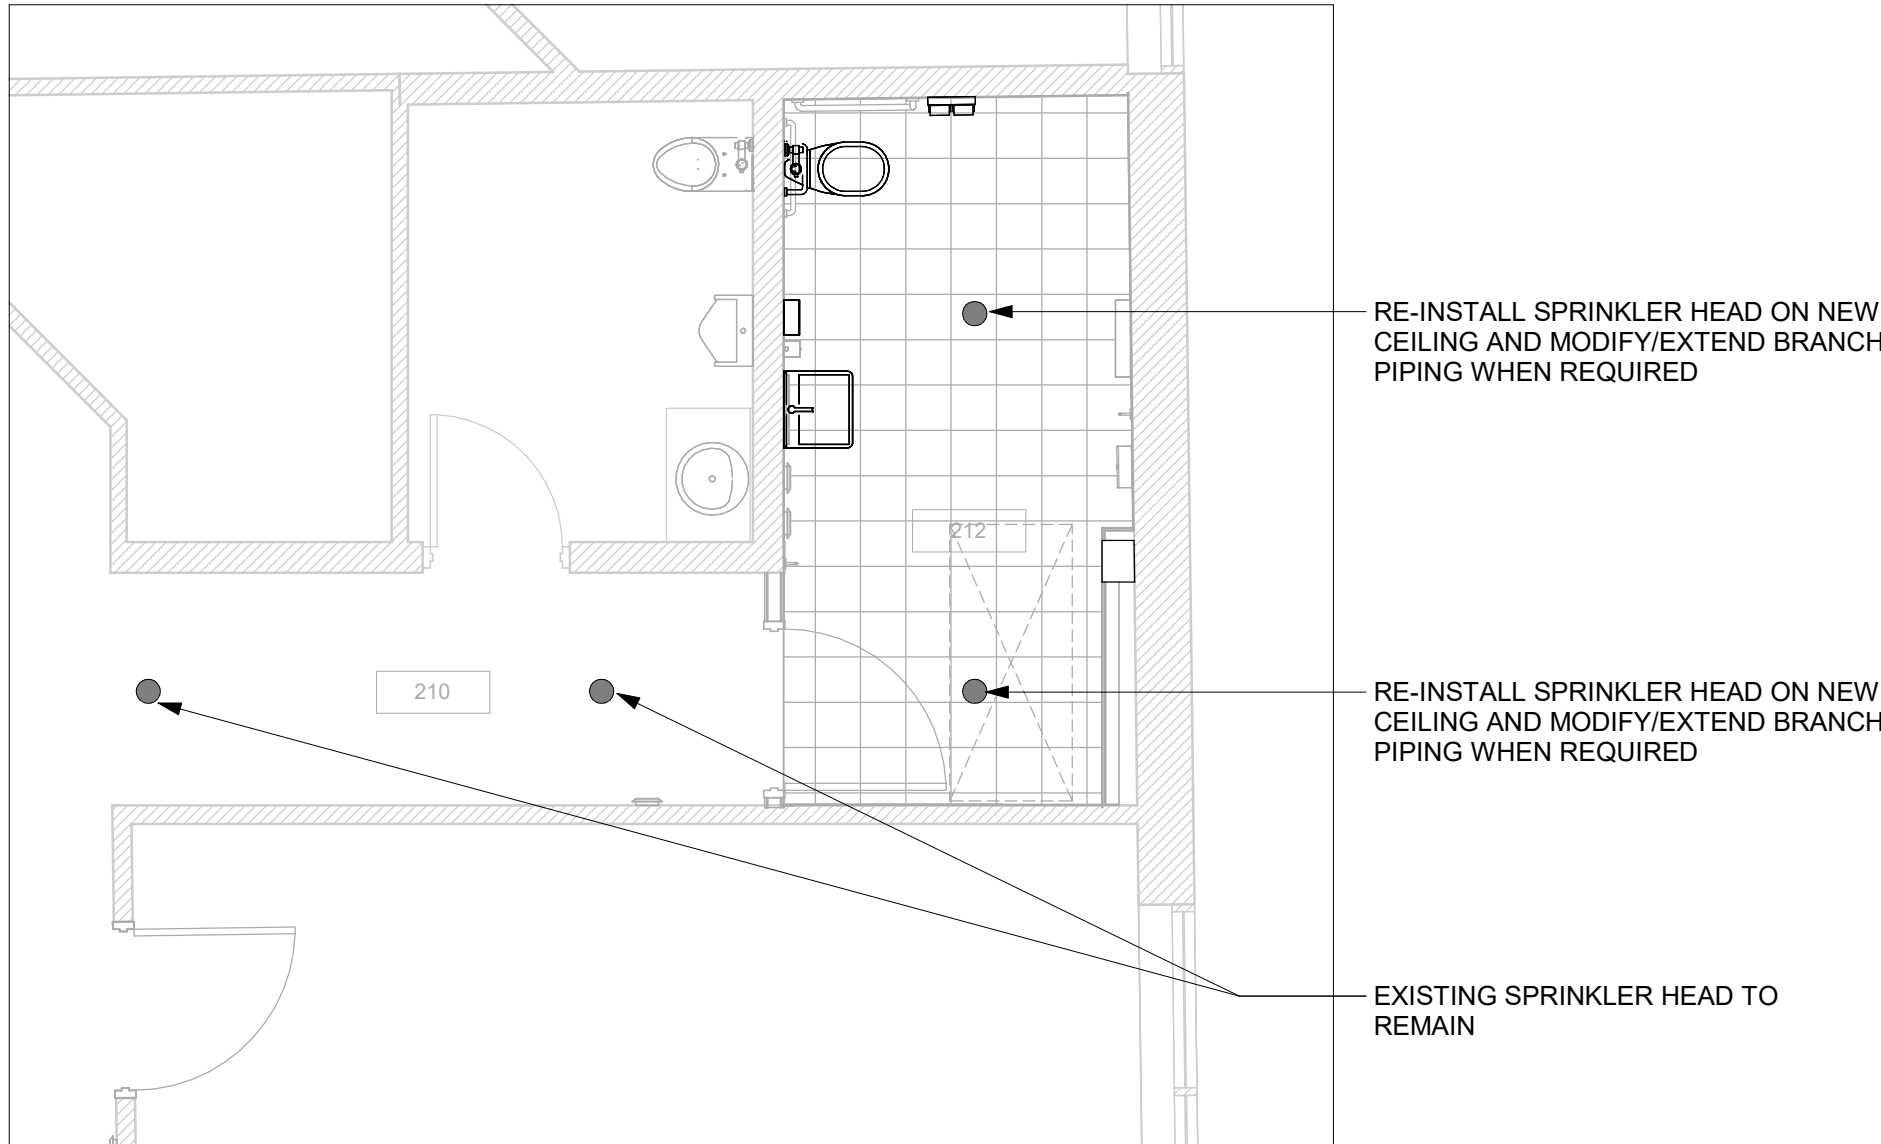 RE-INSTALL SPRINKLER HEAD ON NEW
CEILING AND MODIFY/EXTEND BRANCH
PIPING WHEN REQUIRED
212
210
RE-INSTALL SPRINKLER HEAD ON NEW
CEILING AND MODIFY/EXTEND BRANCH
PIPING WHEN REQUIRED
EXISTING SPRINKLER HEAD TO
REMAIN